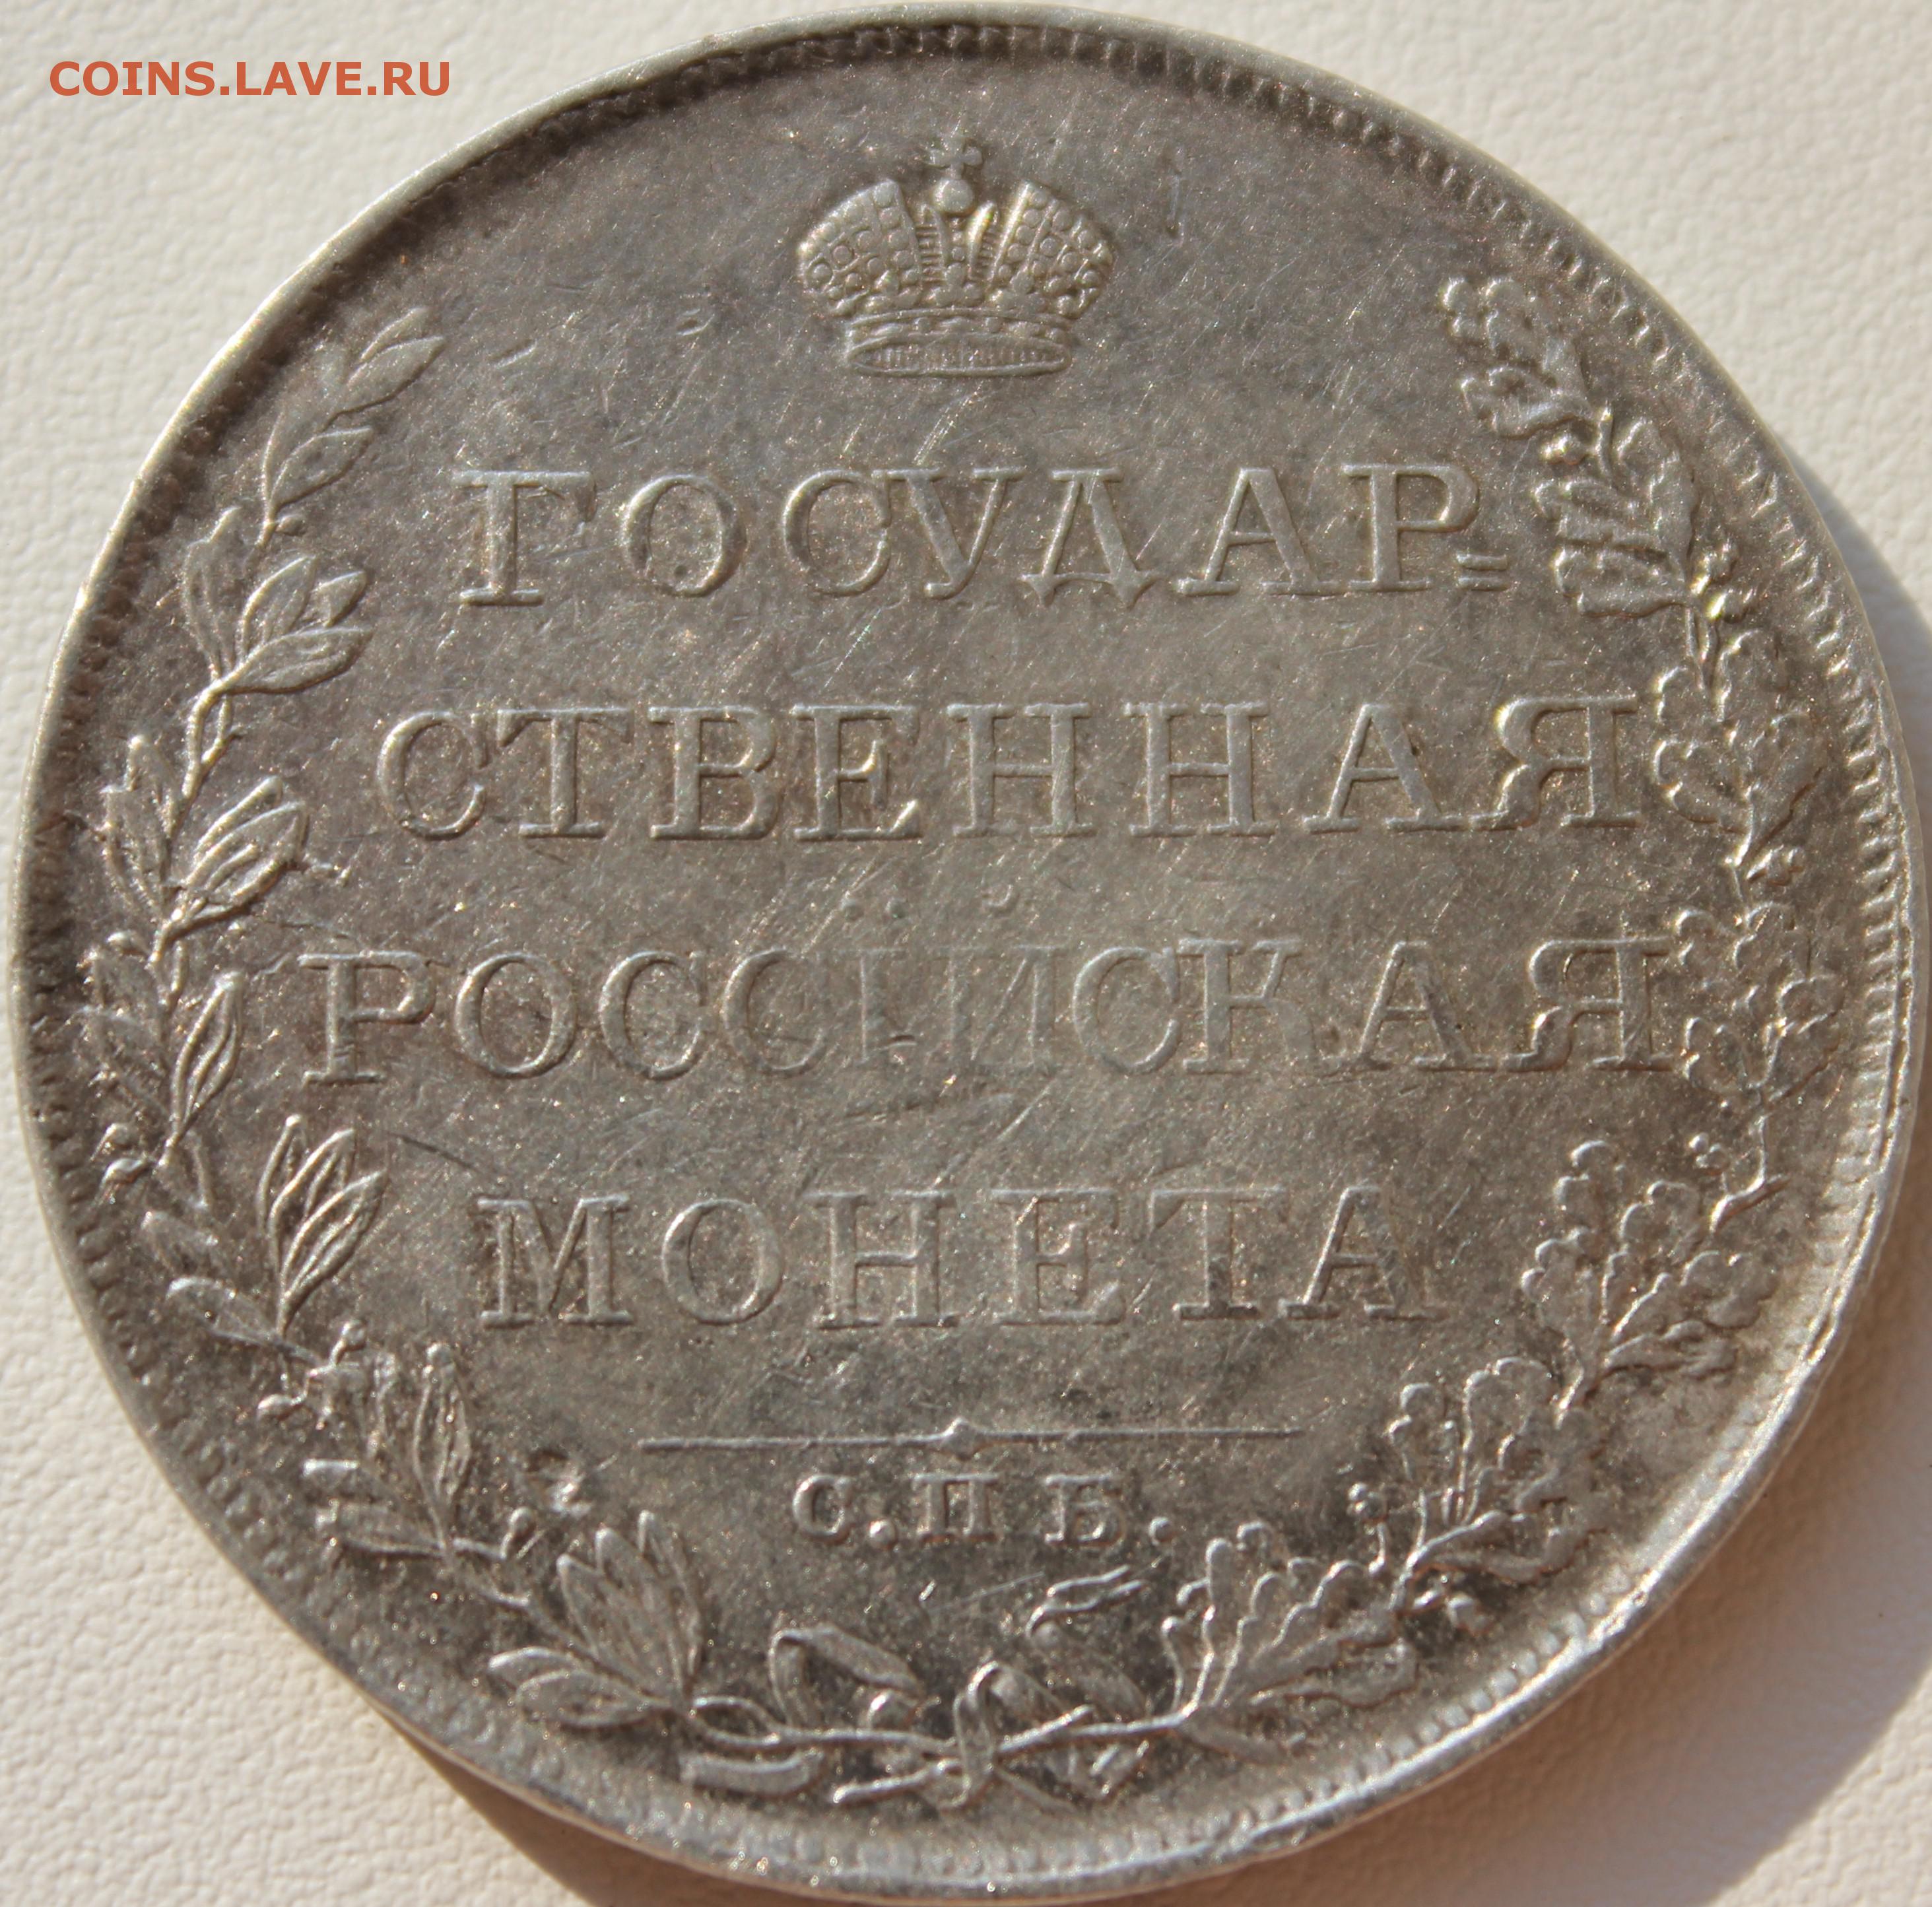 COINS.LAVE.RU
ГОСУДАР=
СТВЕННАЯ
РОССІЙСКАЯ
МОНЕТА
С.П Б.